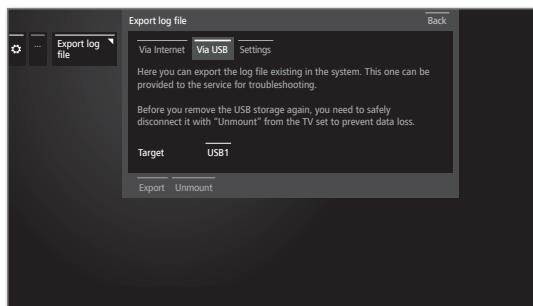 Export log file
Back
...
Export log
file
Via Internet
Via USB
Settings
Here you can export the log file existing in the system. This one can be
provided to the service for troubleshooting.
Before you remove the USB storage again, you need to safely
disconnect it with “Unmount” from the TV set to prevent data loss.
Target
USB1
Export
Unmount